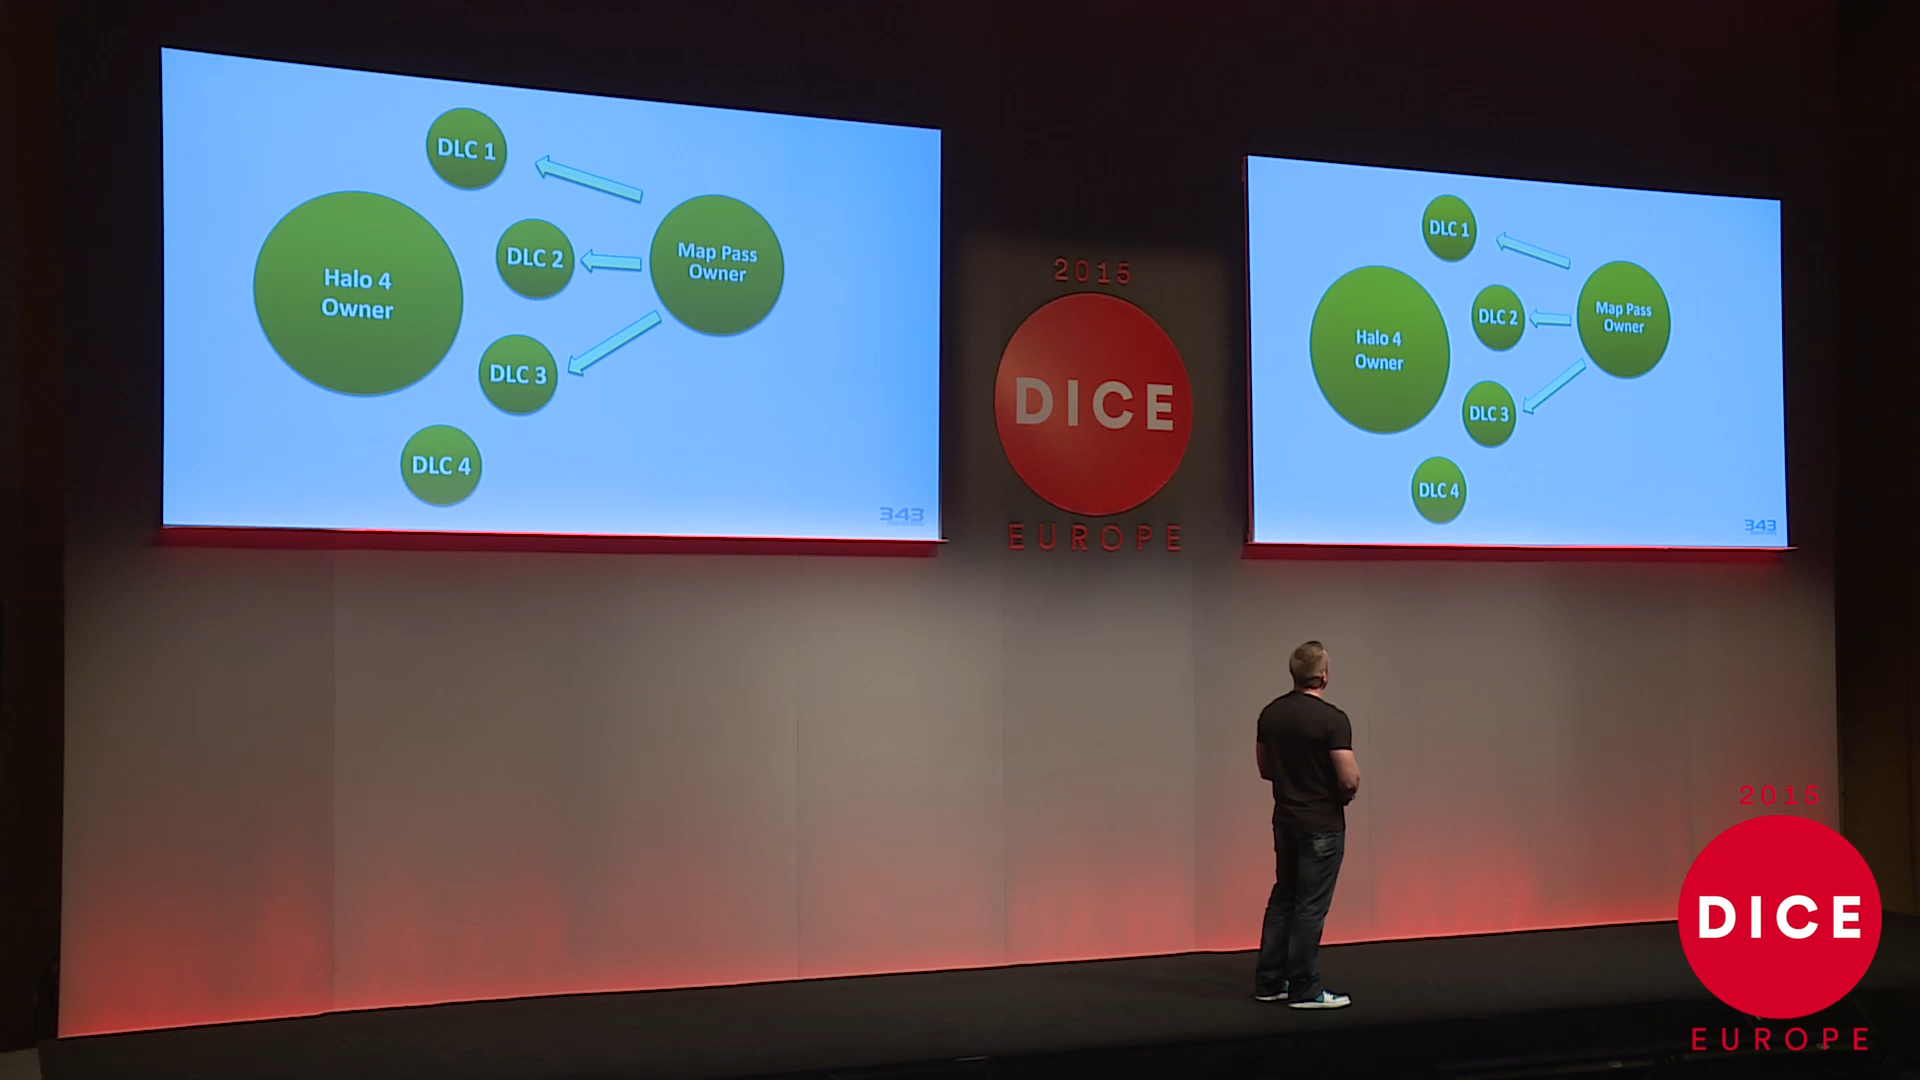 DLC 1
DLC 2
Map Pass
Owner
Halo 4
Owner
DLC 3
DLC 4
343
2015
DICE
EUROPE
DLC 1
DLC 2
Map Pass
Owner
Halo 4
Owner
DLC 3
DLC 4
343
2015
DICE
EUROPE